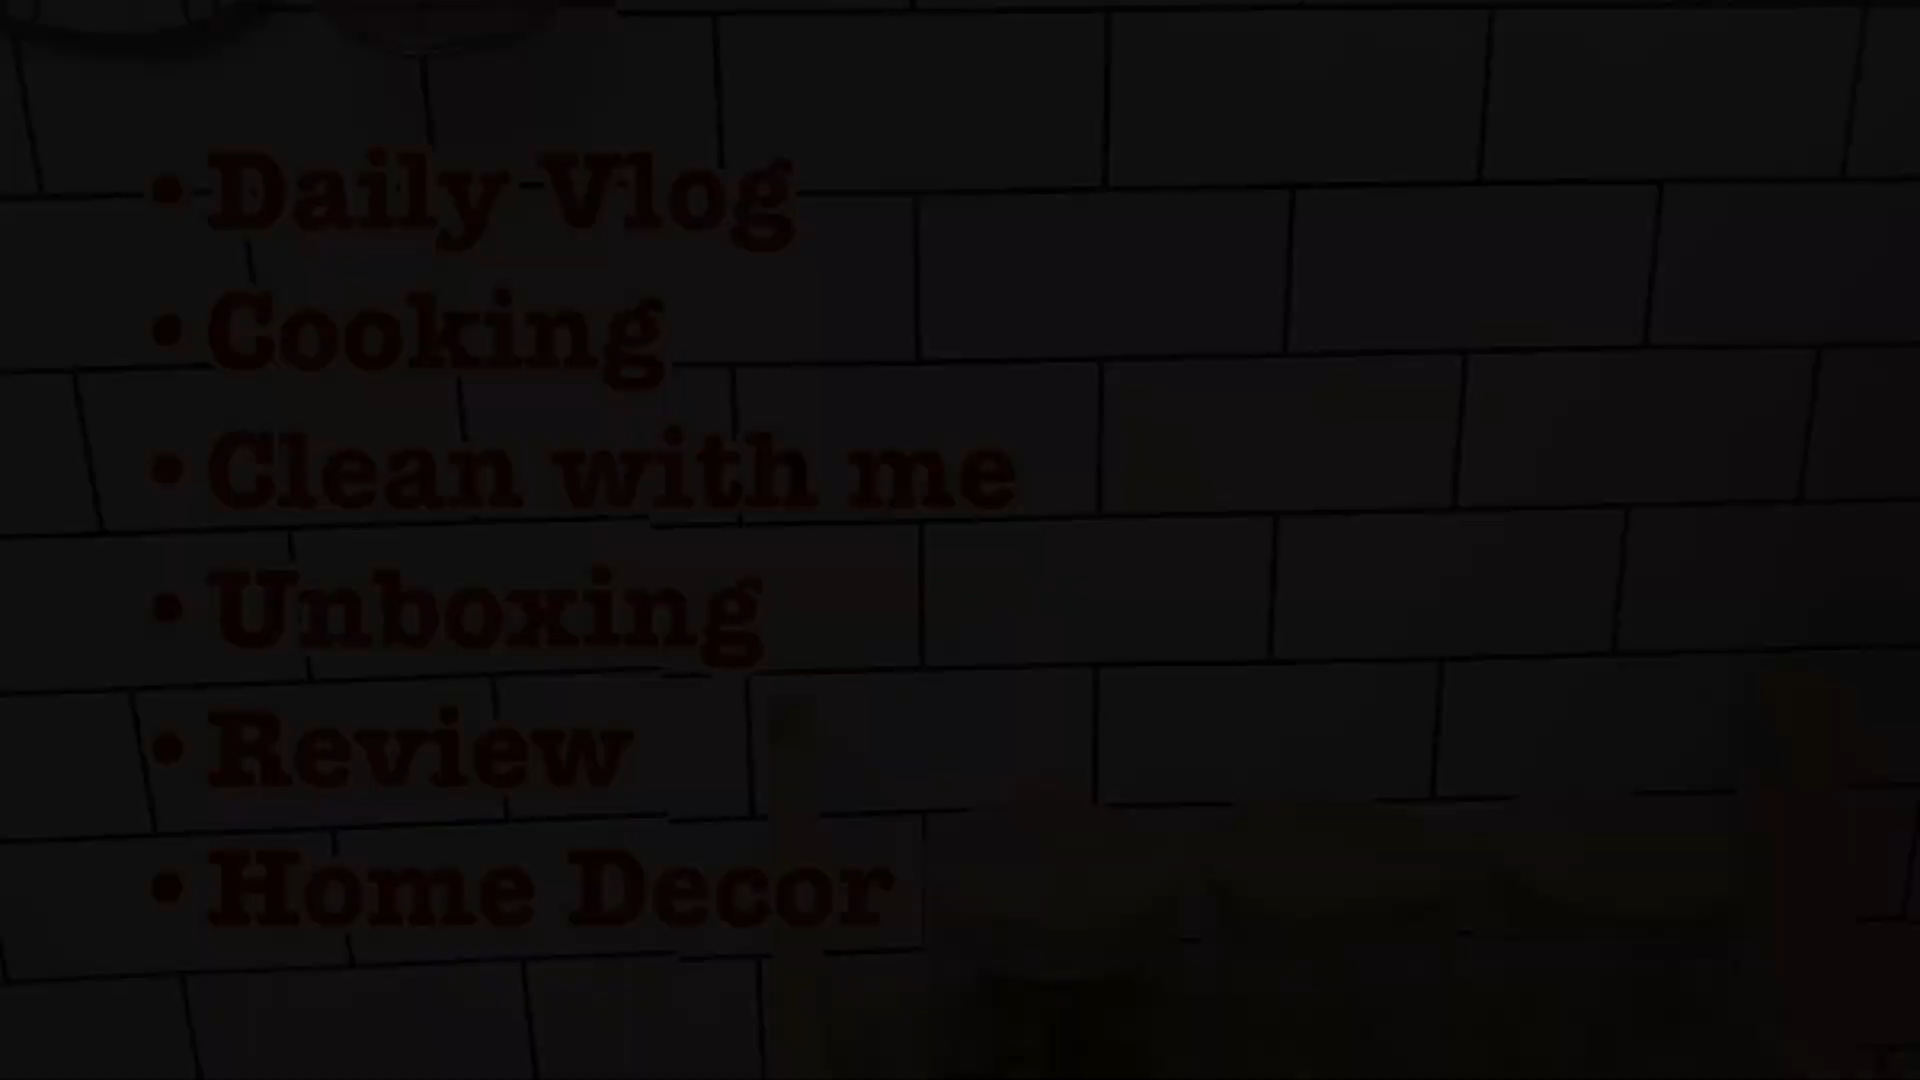 • Daily Vlog
• Cooking
• Clean with me
• Unboxing
• Review
• Home Decor